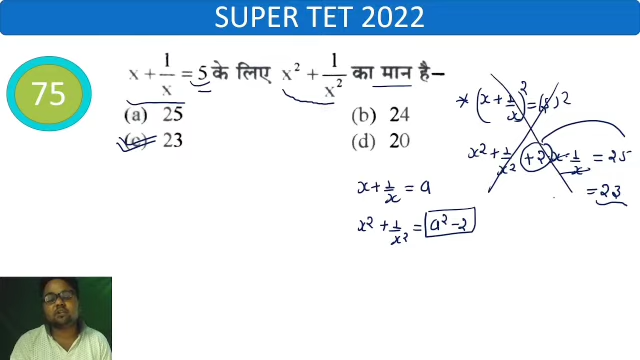 SUPER TET 2022
75
x + 1/x = 5 के लिए x² + 1/x² का मान है–
(a) 25
(b) 24
(c) 23
(d) 20
* (x + 1/x)² = (5)²
x² + 1/x² + 2 x · 1/x = 25
= 23
x + 1/x = a
x² + 1/x² = a² − 2